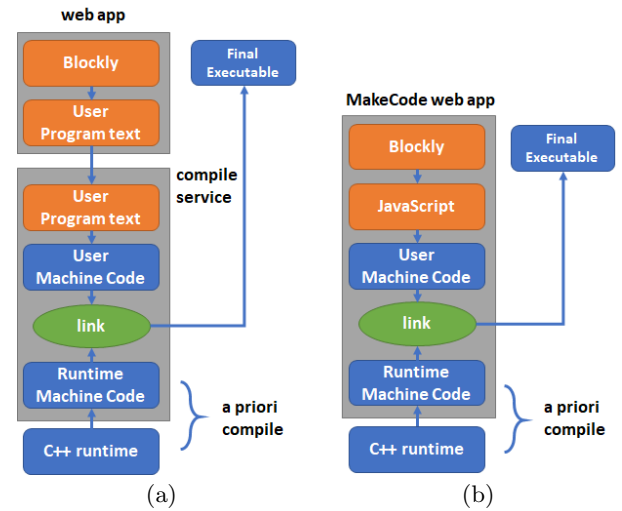 web app
Blockly
User
Program text
User
Program text
User
Machine Code
link
Runtime
Machine Code
C++ runtime
Final
Executable
compile
service
a priori
compile
(a)
MakeCode web app
Blockly
JavaScript
User
Machine Code
link
Runtime
Machine Code
C++ runtime
Final
Executable
a priori
compile
(b)